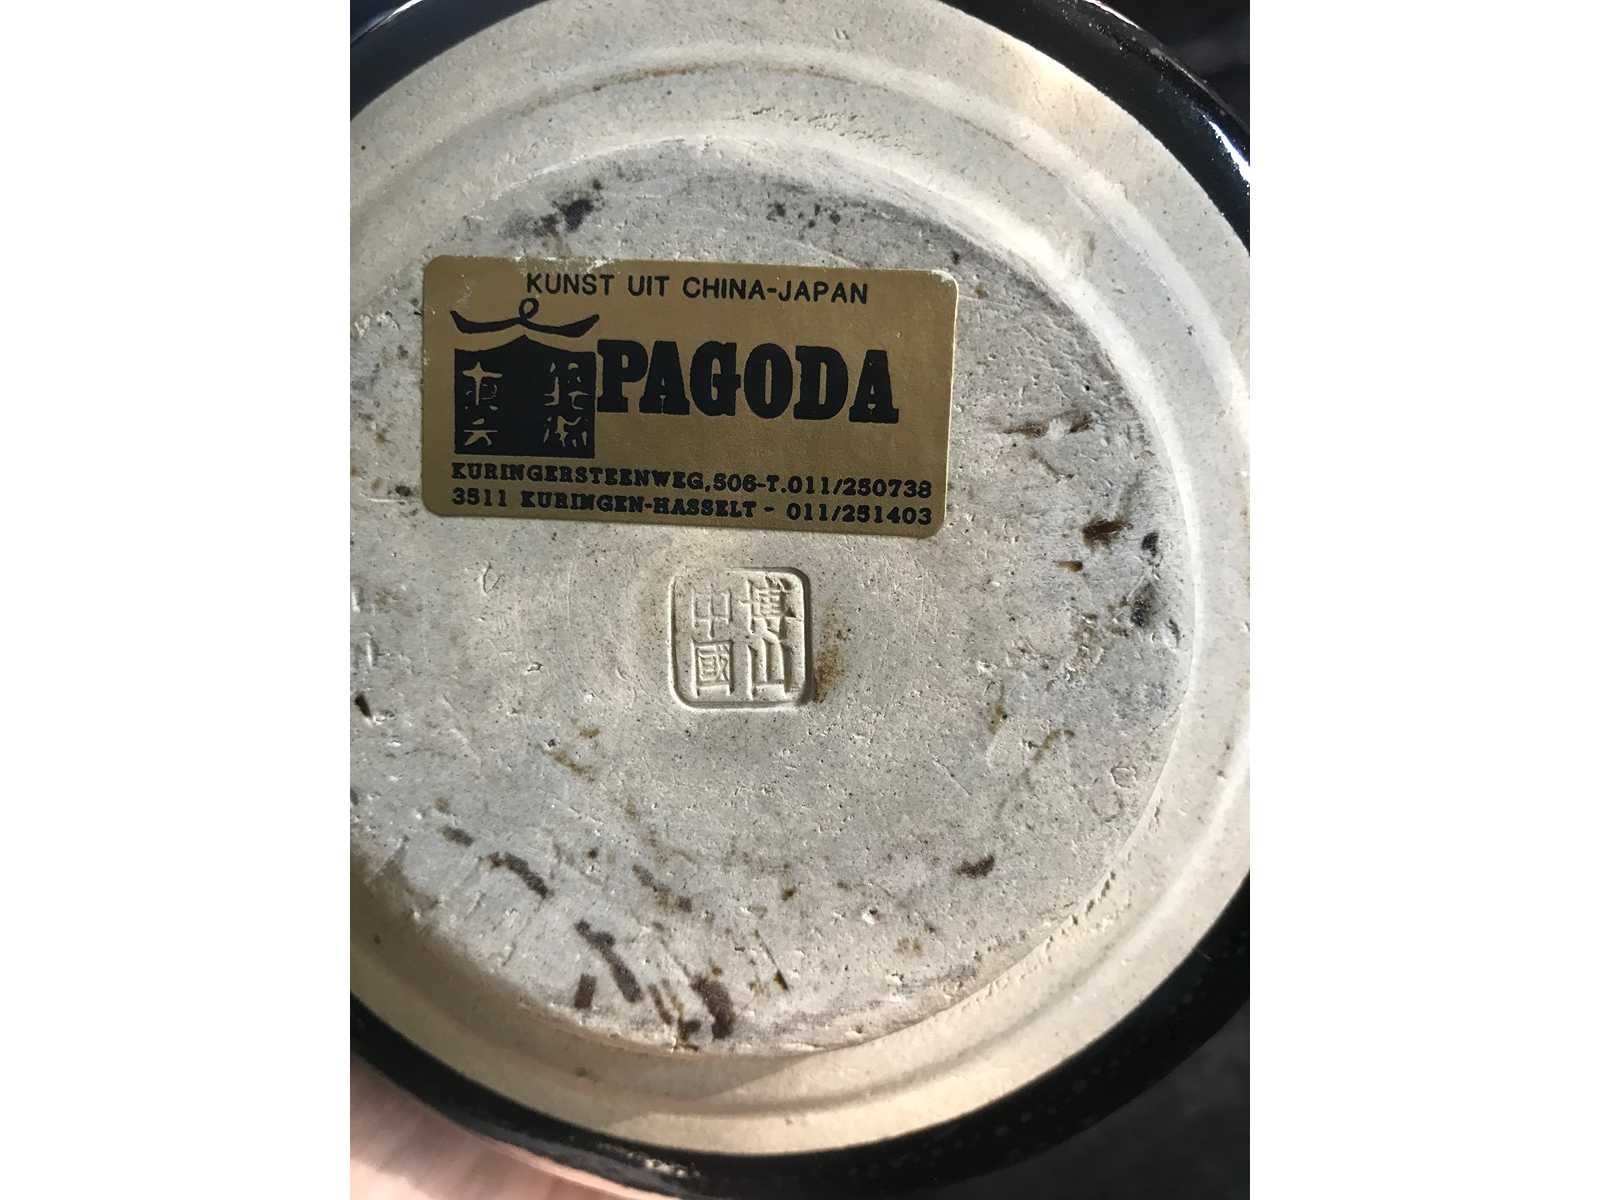 KUNST UIT CHINA-JAPAN
PAGODA
KURINGERSTEENWEG,506-T.011/250738
3511 KURINGEN-HASSELT - 011/251403
博山
中國